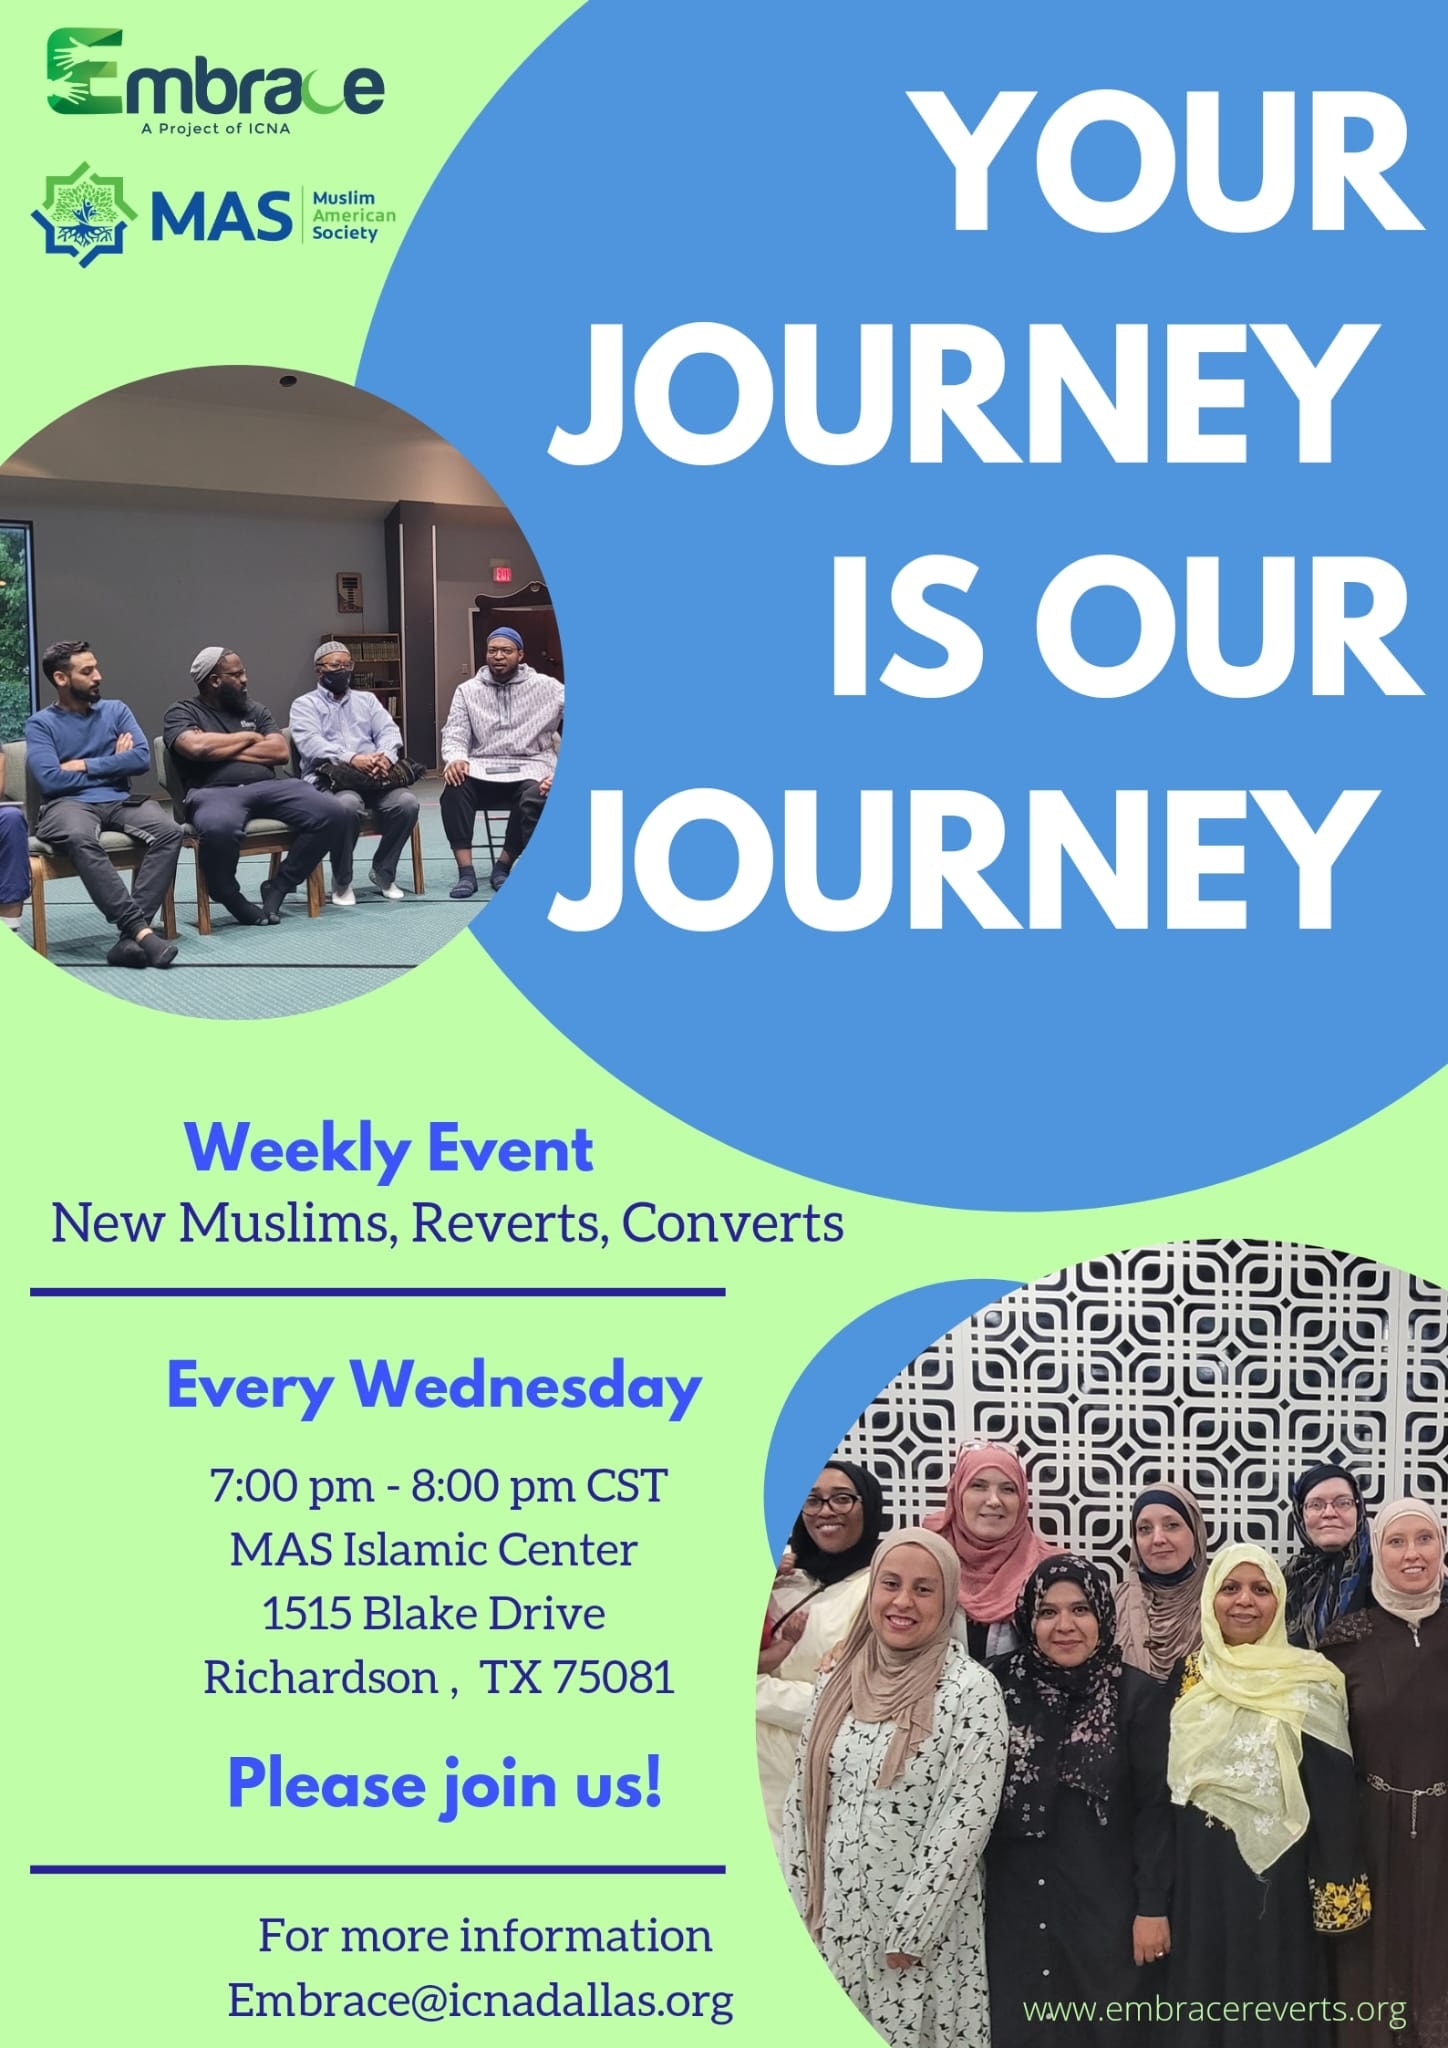 Embrace
A Project of ICNA
MAS
Muslim
American
Society
YOUR
JOURNEY
IS OUR
JOURNEY
EXIT
Weekly Event
New Muslims, Reverts, Converts
Every Wednesday
7:00 pm - 8:00 pm CST
MAS Islamic Center
1515 Blake Drive
Richardson ,  TX 75081
Please join us!
For more information
Embrace@icnadallas.org
www.embracereverts.org